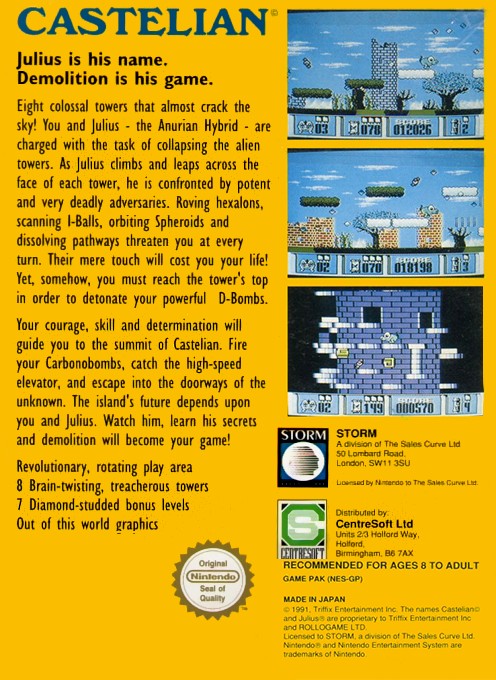 CASTELIAN©
Julius is his name.
Demolition is his game.
Eight colossal towers that almost crack the
sky! You and Julius - the Anurian Hybrid - are
charged with the task of collapsing the alien
towers. As Julius climbs and leaps across the
face of each tower, he is confronted by potent
and very deadly adversaries. Roving hexalons,
scanning I-Balls, orbiting Spheroids and
dissolving pathways threaten you at every
turn. Their mere touch will cost you your life!
Yet, somehow, you must reach the tower's top
in order to detonate your powerful D-Bombs.
Your courage, skill and determination will
guide you to the summit of Castelian. Fire
your Carbonobombs, catch the high-speed
elevator, and escape into the doorways of the
unknown. The island's future depends upon
you and Julius. Watch him, learn his secrets
and demolition will become your game!
Revolutionary, rotating play area
8 Brain-twisting, treacherous towers
7 Diamond-studded bonus levels
Out of this world graphics
Original
Nintendo
Seal of
Quality
TM
03 078 SCORE 012026 2
02 078 SCORE 018198 3
02 149 SCORE 000570 4
STORM
STORM
A division of The Sales Curve Ltd
50 Lombard Road,
London, SW11 3SU
Licensed by Nintendo to The Sales Curve Ltd.
CENTRESOFT
Distributed by:
CentreSoft Ltd
Units 2/3 Holford Way,
Holford,
Birmingham, B6 7AX
RECOMMENDED FOR AGES 8 TO ADULT
GAME PAK (NES-GP)
MADE IN JAPAN
© 1991, Triffix Entertainment Inc. The names Castelian©
and Julius® are proprietary to Triffix Entertainment Inc
and ROLLOGAME LTD.
Licensed to STORM, a division of The Sales Curve Ltd.
Nintendo® and Nintendo Entertainment System are
trademarks of Nintendo.